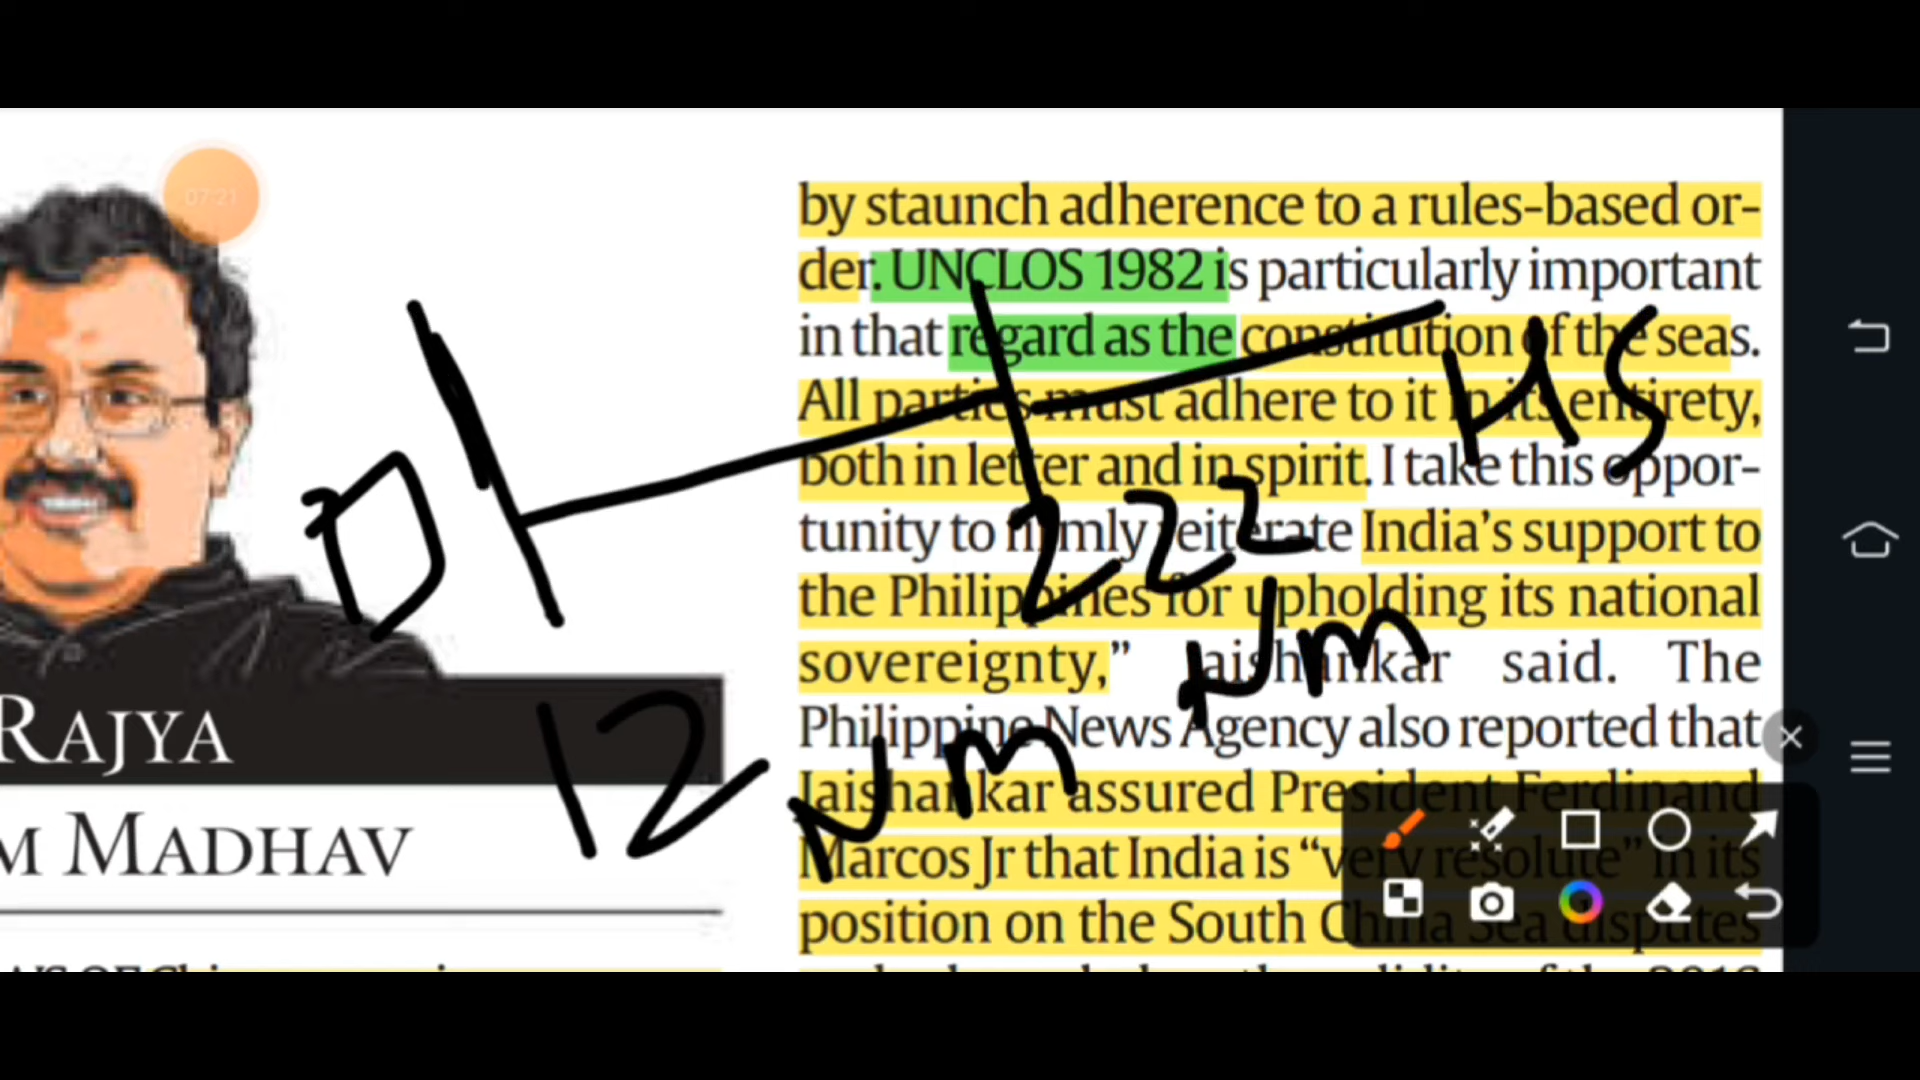 07:21
by staunch adherence to a rules-based or-
der. UNCLOS 1982 is particularly important
in that regard as the constitution of the seas.
All parties must adhere to it in its entirety,
both in letter and in spirit. I take this oppor-
tunity to firmly reiterate India's support to
the Philippines for upholding its national
sovereignty,” Jaishankar said. The
Philippine News Agency also reported that
Jaishankar assured President Ferdinand
Marcos Jr that India is “very resolute” in its
position on the South China Sea disputes
HS
222
NM
12 NM
RAJYA
M MADHAV